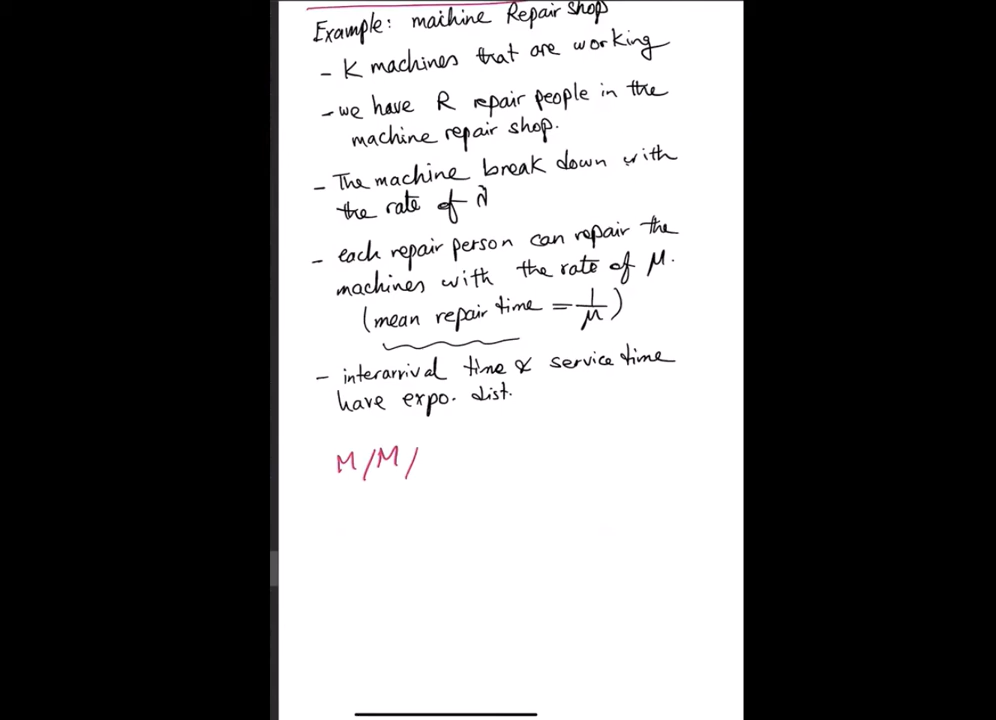 Example: machine Repair shop
- K machines that are working
- we have R repair people in the
machine repair shop.
- The machine break down with
the rate of λ
- each repair person can repair the
machines with the rate of μ.
(mean repair time = 1/μ)
- interarrival time & service time
have expo. dist.
M/M/